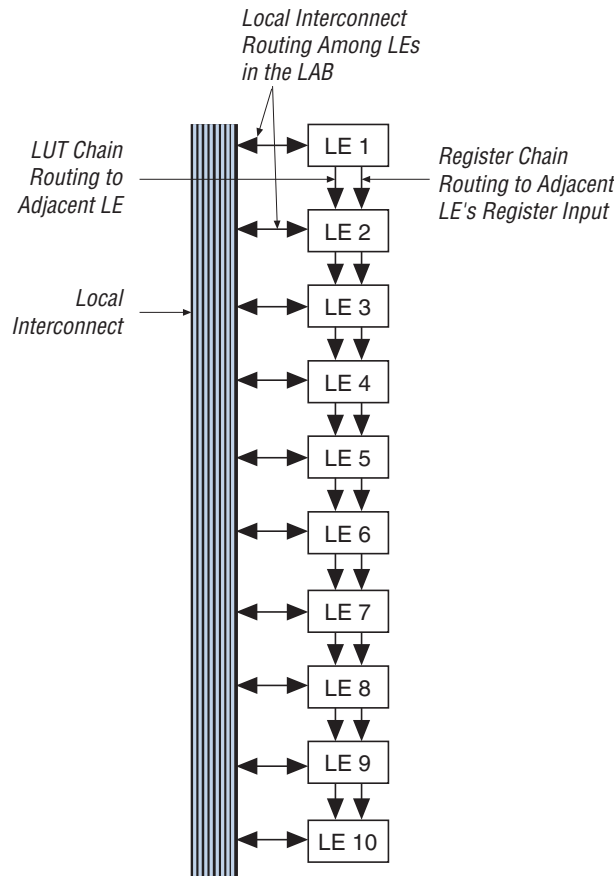 Local Interconnect
Routing Among LEs
in the LAB
LUT Chain
Routing to
Adjacent LE
Register Chain
Routing to Adjacent
LE's Register Input
Local
Interconnect
LE 1
LE 2
LE 3
LE 4
LE 5
LE 6
LE 7
LE 8
LE 9
LE 10